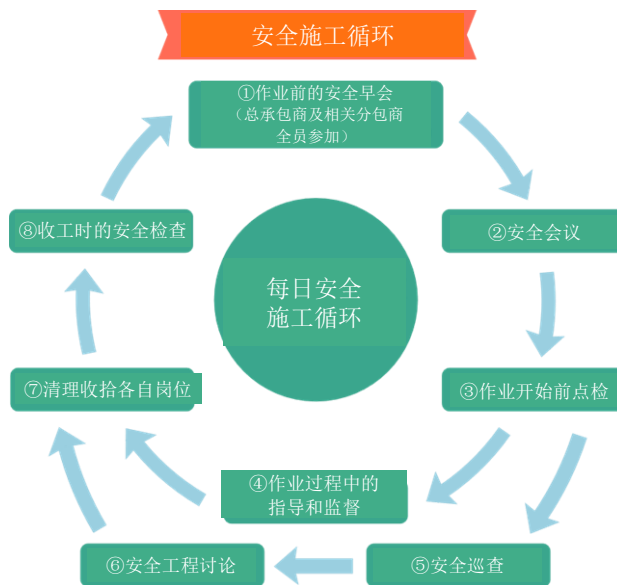 安全施工循环
①作业前的安全早会
（总承包商及相关分包商
全员参加）
②安全会议
③作业开始前点检
④作业过程中的
指导和监督
⑤安全巡查
⑥安全工程讨论
⑦清理收拾各自岗位
⑧收工时的安全检查
每日安全
施工循环